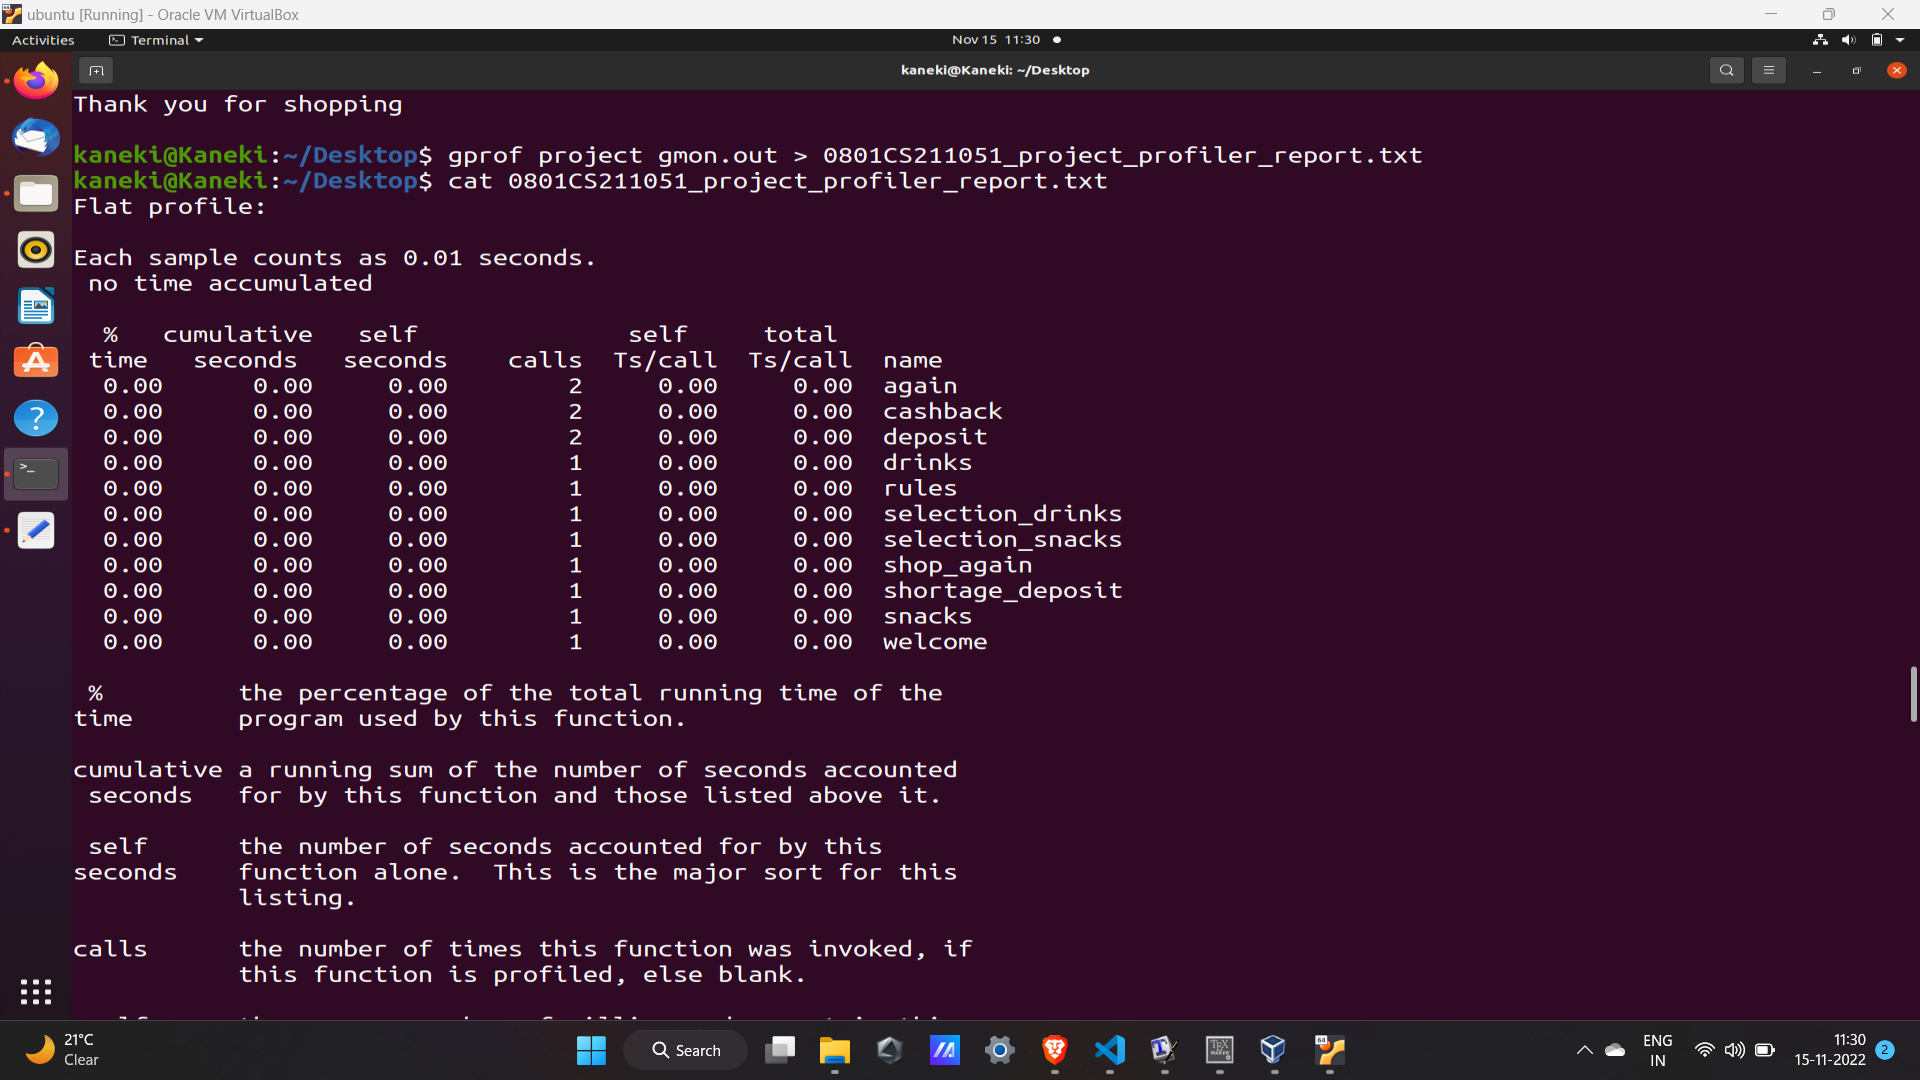 ubuntu [Running] - Oracle VM VirtualBox
Activities Terminal Nov 15 11:30
kaneki@Kaneki: ~/Desktop
Thank you for shopping
kaneki@Kaneki:~/Desktop$ gprof project gmon.out > 0801CS211051_project_profiler_report.txt
kaneki@Kaneki:~/Desktop$ cat 0801CS211051_project_profiler_report.txt
Flat profile:
Each sample counts as 0.01 seconds.
no time accumulated
% cumulative self self total
time seconds seconds calls Ts/call Ts/call name
0.00 0.00 0.00 2 0.00 0.00 again
0.00 0.00 0.00 2 0.00 0.00 cashback
0.00 0.00 0.00 2 0.00 0.00 deposit
0.00 0.00 0.00 1 0.00 0.00 drinks
0.00 0.00 0.00 1 0.00 0.00 rules
0.00 0.00 0.00 1 0.00 0.00 selection_drinks
0.00 0.00 0.00 1 0.00 0.00 selection_snacks
0.00 0.00 0.00 1 0.00 0.00 shop_again
0.00 0.00 0.00 1 0.00 0.00 shortage_deposit
0.00 0.00 0.00 1 0.00 0.00 snacks
0.00 0.00 0.00 1 0.00 0.00 welcome
% the percentage of the total running time of the
time program used by this function.
cumulative a running sum of the number of seconds accounted
seconds for by this function and those listed above it.
self the number of seconds accounted for by this
seconds function alone. This is the major sort for this
listing.
calls the number of times this function was invoked, if
this function is profiled, else blank.
21°C
Clear
Search
ENG
IN
11:30
15-11-2022
2